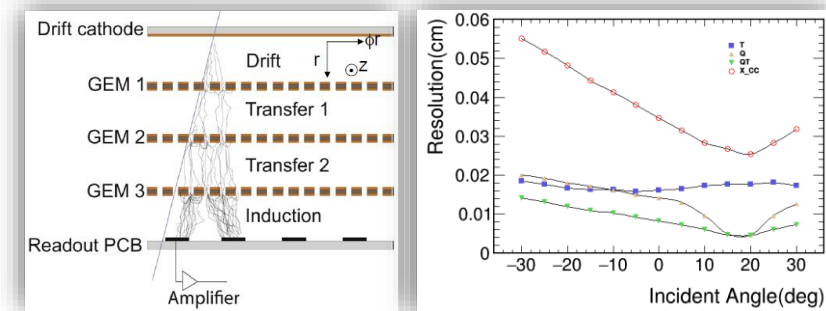 Drift cathode
Drift
ϕr
r
z
GEM 1
Transfer 1
GEM 2
Transfer 2
GEM 3
Induction
Readout PCB
Amplifier
Resolution(cm)
0.06
0.05
0.04
0.03
0.02
0.01
0.00
T
Q
QT
X_CC
−30 −20 −10 0 10 20 30
Incident Angle(deg)